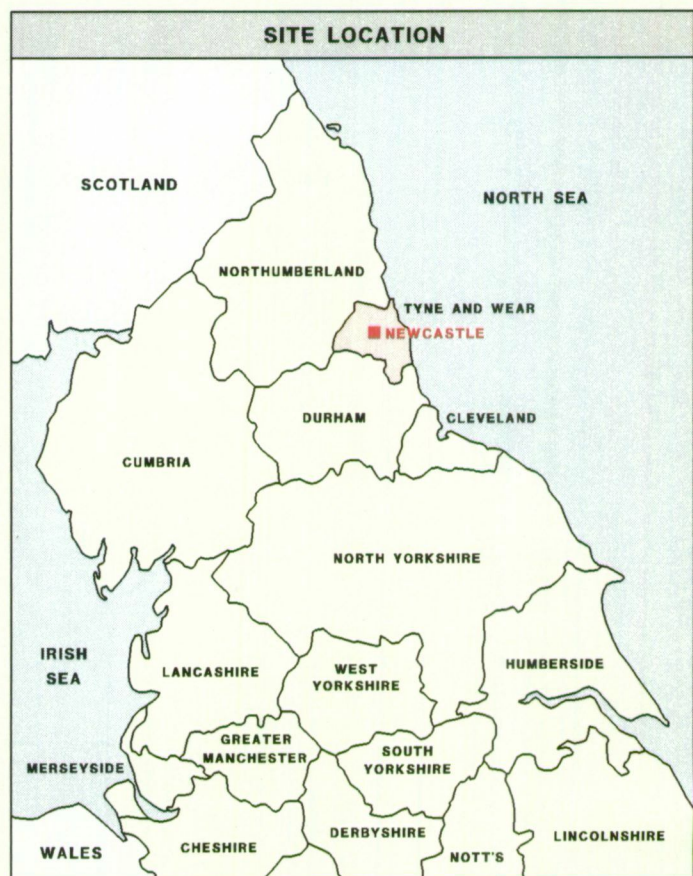 SITE LOCATION
SCOTLAND
NORTH SEA
NORTHUMBERLAND
TYNE AND WEAR
NEWCASTLE
DURHAM
CLEVELAND
CUMBRIA
NORTH YORKSHIRE
IRISH
SEA
LANCASHIRE
WEST
YORKSHIRE
HUMBERSIDE
GREATER
MANCHESTER
SOUTH
YORKSHIRE
MERSEYSIDE
WALES
CHESHIRE
DERBYSHIRE
NOTT'S
LINCOLNSHIRE